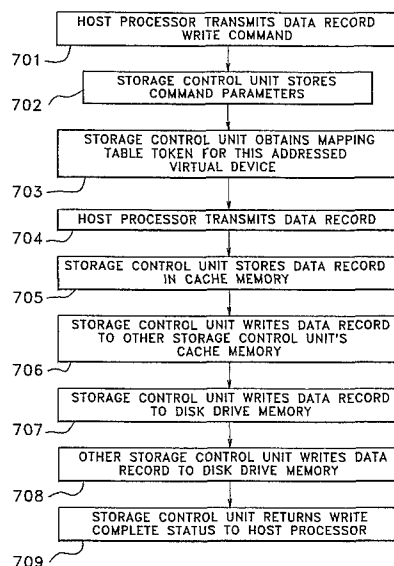 HOST PROCESSOR TRANSMITS DATA RECORD
WRITE COMMAND
701
STORAGE CONTROL UNIT STORES
COMMAND PARAMETERS
702
STORAGE CONTROL UNIT OBTAINS MAPPING
TABLE TOKEN FOR THIS ADDRESSED
VIRTUAL DEVICE
703
HOST PROCESSOR TRANSMITS DATA RECORD
704
STORAGE CONTROL UNIT STORES DATA RECORD
IN CACHE MEMORY
705
STORAGE CONTROL UNIT WRITES DATA RECORD
TO OTHER STORAGE CONTROL UNIT'S
CACHE MEMORY
706
STORAGE CONTROL UNIT WRITES DATA RECORD
TO DISK DRIVE MEMORY
707
OTHER STORAGE CONTROL UNIT WRITES DATA
RECORD TO DISK DRIVE MEMORY
708
STORAGE CONTROL UNIT RETURNS WRITE
COMPLETE STATUS TO HOST PROCESSOR
709